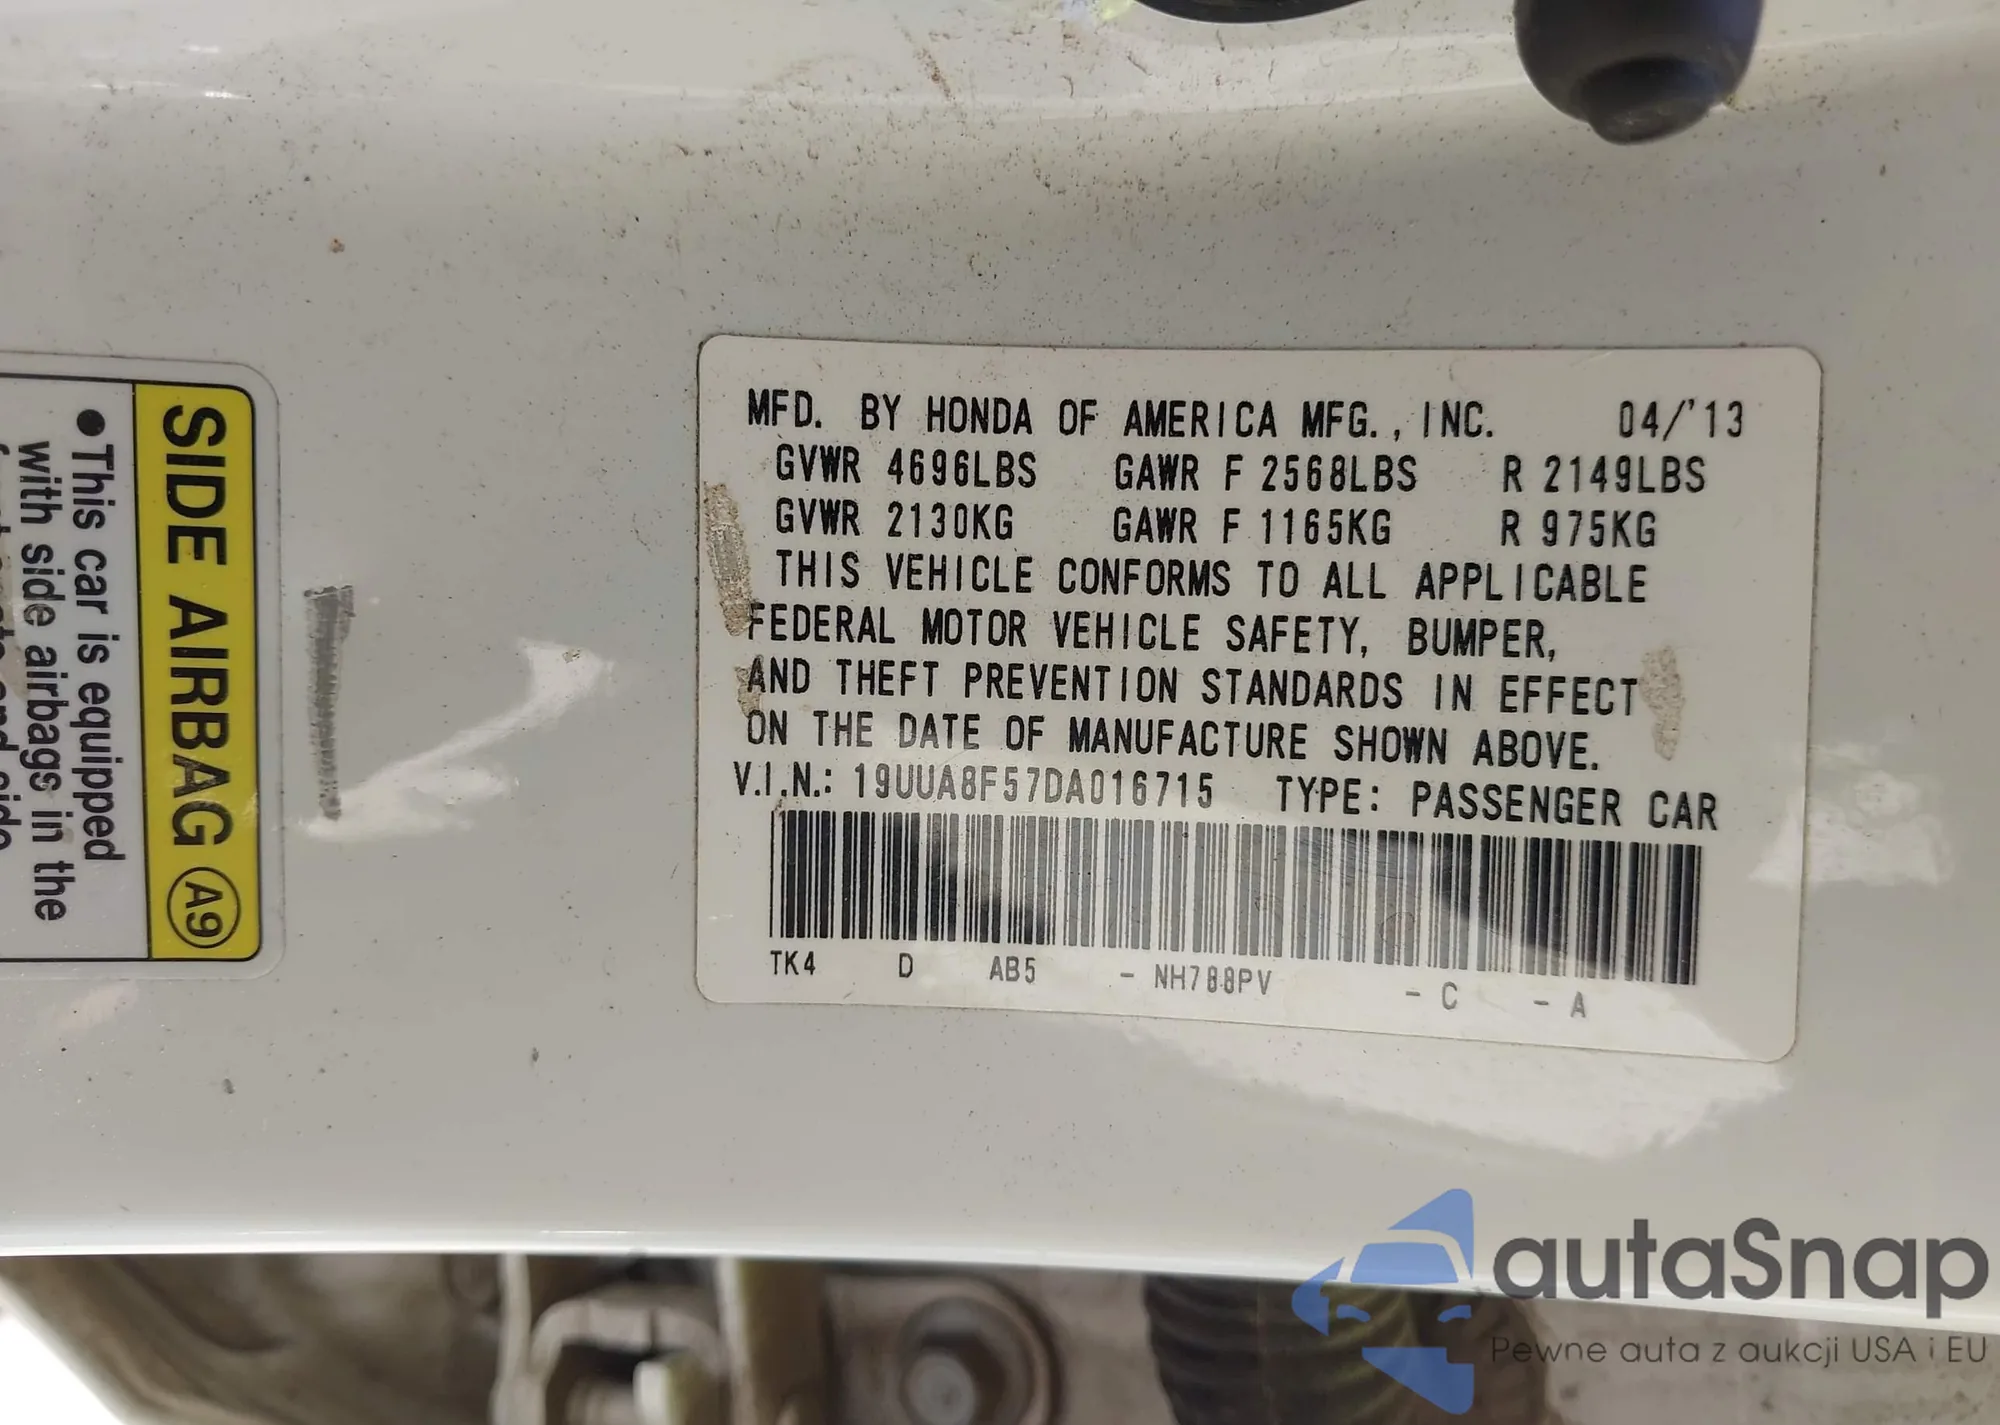 MFD. BY HONDA OF AMERICA MFG., INC. 04/'13
GVWR 4696LBS GAWR F 2568LBS R 2149LBS
GVWR 2130KG GAWR F 1165KG R 975KG
THIS VEHICLE CONFORMS TO ALL APPLICABLE
FEDERAL MOTOR VEHICLE SAFETY, BUMPER,
AND THEFT PREVENTION STANDARDS IN EFFECT
ON THE DATE OF MANUFACTURE SHOWN ABOVE.
V.I.N.: 19UUA8F57DA016715 TYPE: PASSENGER CAR
TK4 D AB5 - NH788PV - C - A
SIDE AIRBAG A9
●This car is equipped
with side airbags in the
autoSnap
Pewne auta z aukcji USA i EU